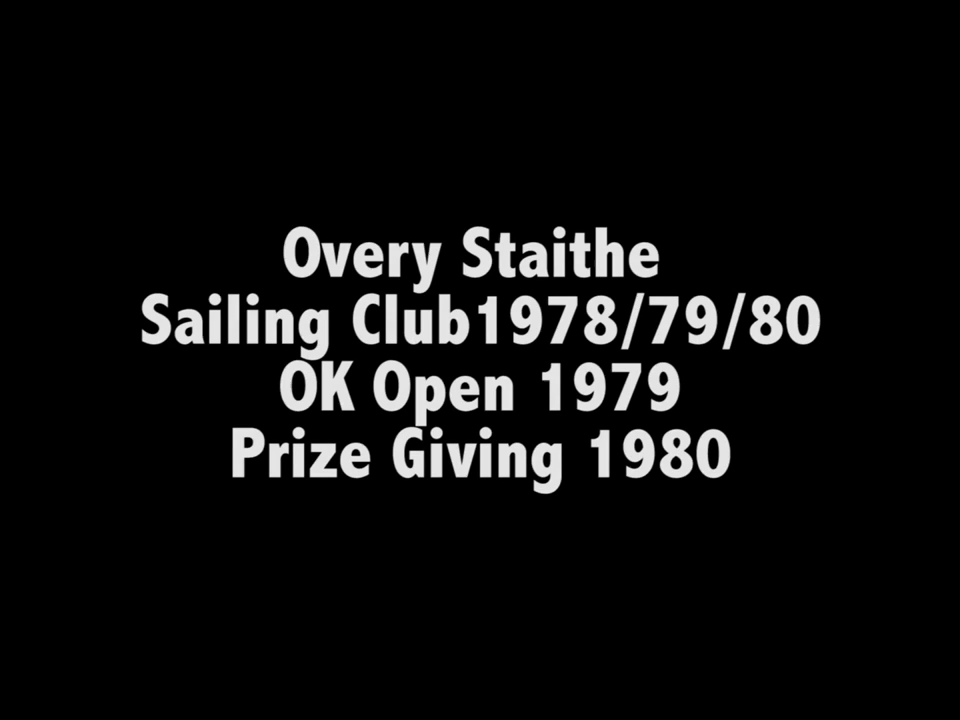 Overy Staithe
Sailing Club1978/79/80
OK Open 1979
Prize Giving 1980